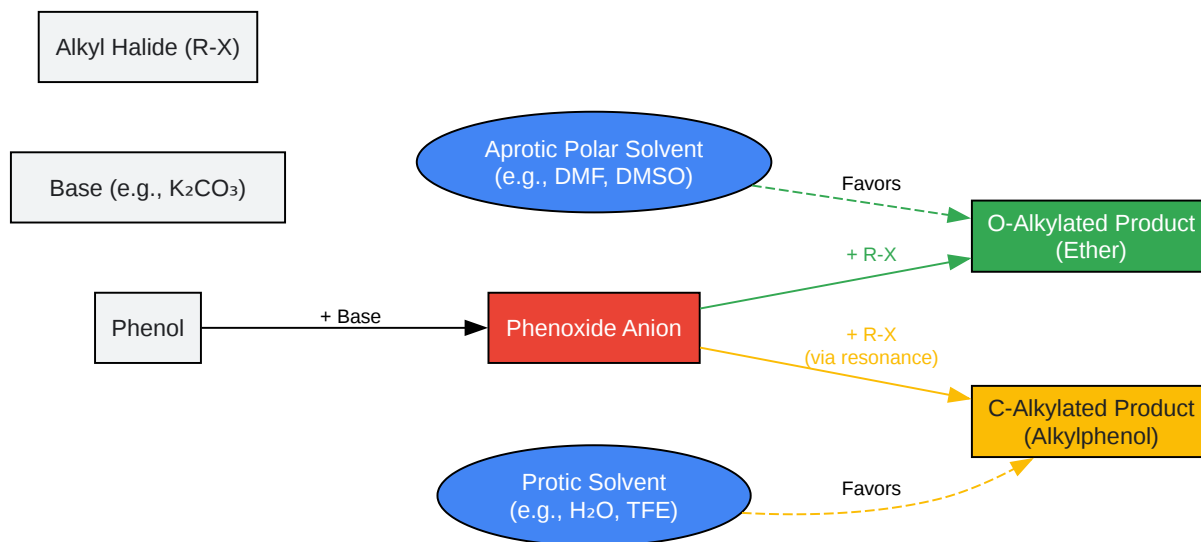 Alkyl Halide (R-X)
Base (e.g., K₂CO₃)
Aprotic Polar Solvent
(e.g., DMF, DMSO)
Favors
O-Alkylated Product
(Ether)
+ R-X
Phenol
+ Base
Phenoxide Anion
+ R-X
(via resonance)
C-Alkylated Product
(Alkylphenol)
Protic Solvent
(e.g., H₂O, TFE)
Favors